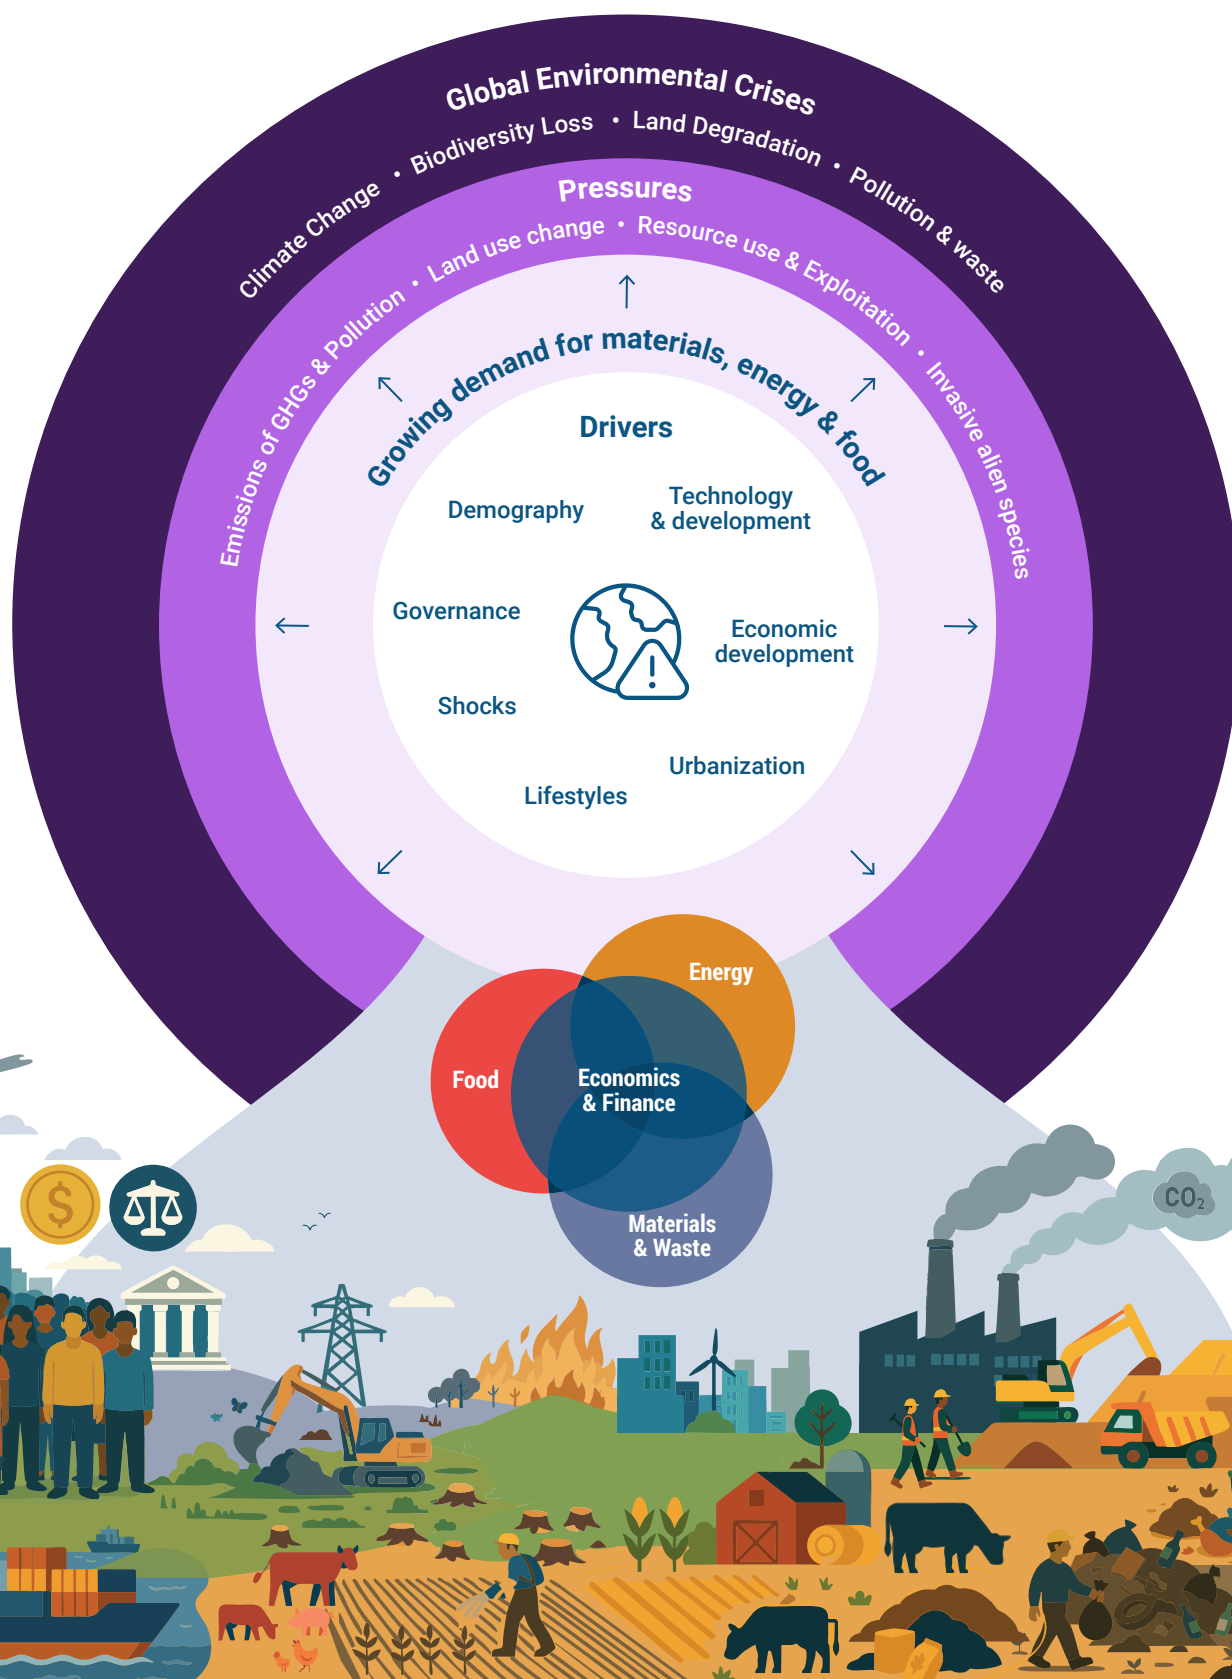 Global Environmental Crises
Climate Change • Biodiversity Loss • Land Degradation • Pollution & waste
Pressures
Emissions of GHGs & Pollution • Land use change • Resource use & Exploitation • Invasive alien species
Growing demand for materials, energy & food
Drivers
Demography
Technology
& development
Governance
Economic
development
Shocks
Urbanization
Lifestyles
Energy
Food
Economics
& Finance
Materials
& Waste
$
CO₂